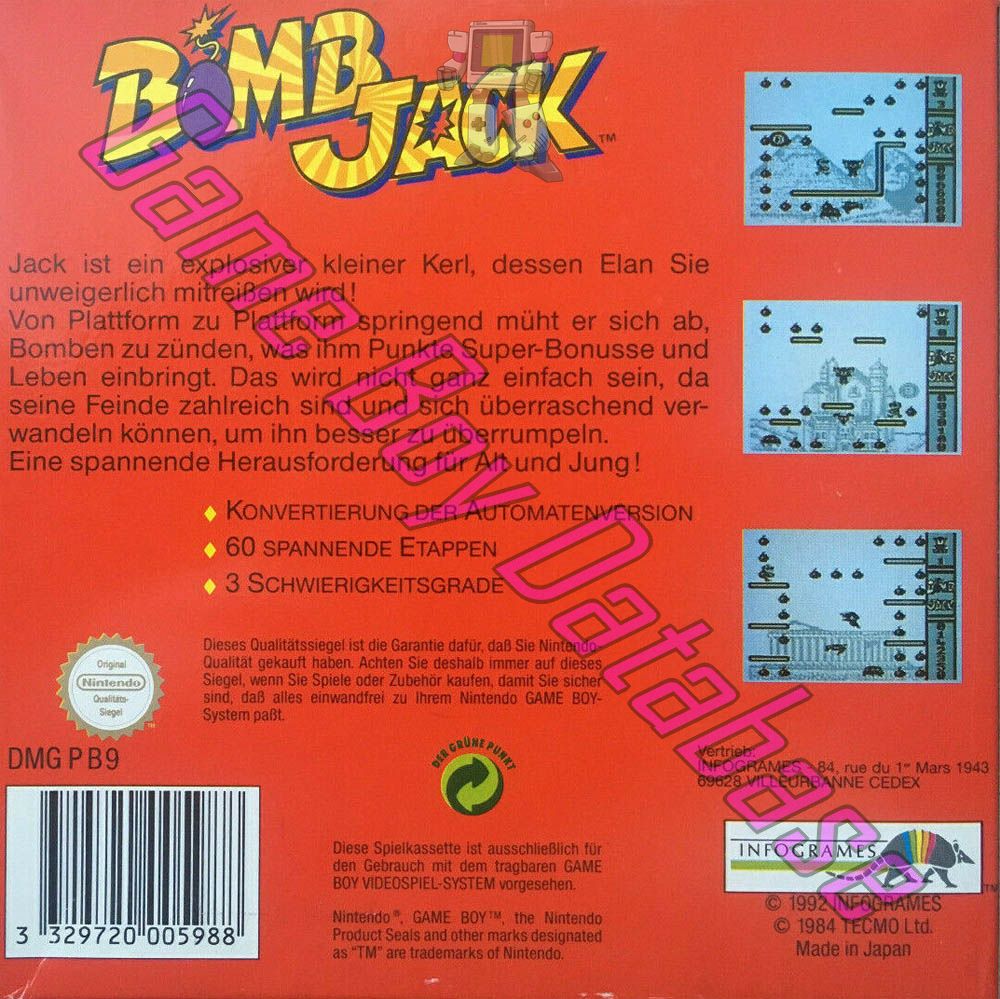 BOMB
JACK™
Jack ist ein explosiver kleiner Kerl, dessen Elan Sie
unweigerlich mitreißen wird!
Von Plattform zu Plattform springend müht er sich ab,
Bomben zu zünden, was ihm Punkte Super-Bonusse und
Leben einbringt. Das wird nicht ganz einfach sein, da
seine Feinde zahlreich sind und sich überraschend ver-
wandeln können, um ihn besser zu überrumpeln.
Eine spannende Herausforderung für Alt und Jung!
KONVERTIERUNG DER AUTOMATENVERSION
60 SPANNENDE ETAPPEN
3 SCHWIERIGKEITSGRADE
Original
Nintendo
Qualitäts-
Siegel
™
Dieses Qualitätssiegel ist die Garantie dafür, daß Sie Nintendo-
Qualität gekauft haben. Achten Sie deshalb immer auf dieses
Siegel, wenn Sie Spiele oder Zubehör kaufen, damit Sie sicher
sind, daß alles einwandfrei zu Ihrem Nintendo GAME BOY-
System paßt.
DMG P B9
DER GRÜNE PUNKT
3 329720 005988
Diese Spielkassette ist ausschließlich für
den Gebrauch mit dem tragbaren GAME
BOY VIDEOSPIEL-SYSTEM vorgesehen.
Nintendo®, GAME BOY™, the Nintendo
Product Seals and other marks designated
as “TM” are trademarks of Nintendo.
Vertrieb:
INFOGRAMES - 84, rue du 1er Mars 1943
69628 VILLEURBANNE CEDEX
INFOGRAMES
™
© 1992 INFOGRAMES
© 1984 TECMO Ltd.
Made in Japan
Game Boy Database